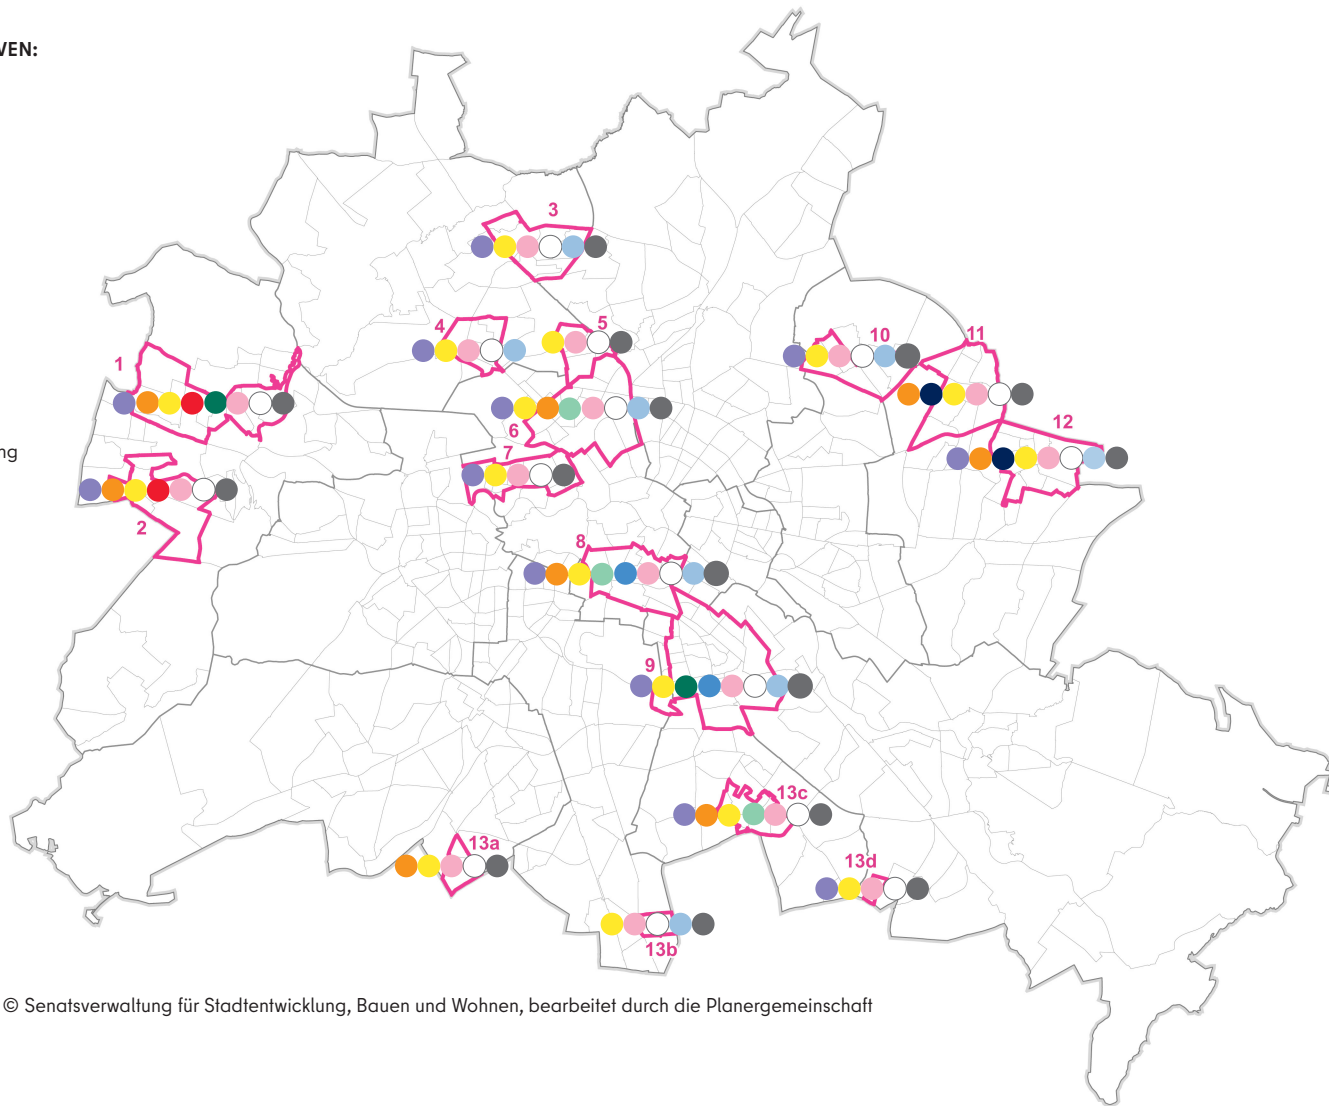 VEN:
3
4
5
10
11
1
12
6
ng
7
2
8
9
13c
13a
13d
13b
© Senatsverwaltung für Stadtentwicklung, Bauen und Wohnen, bearbeitet durch die Planergemeinschaft